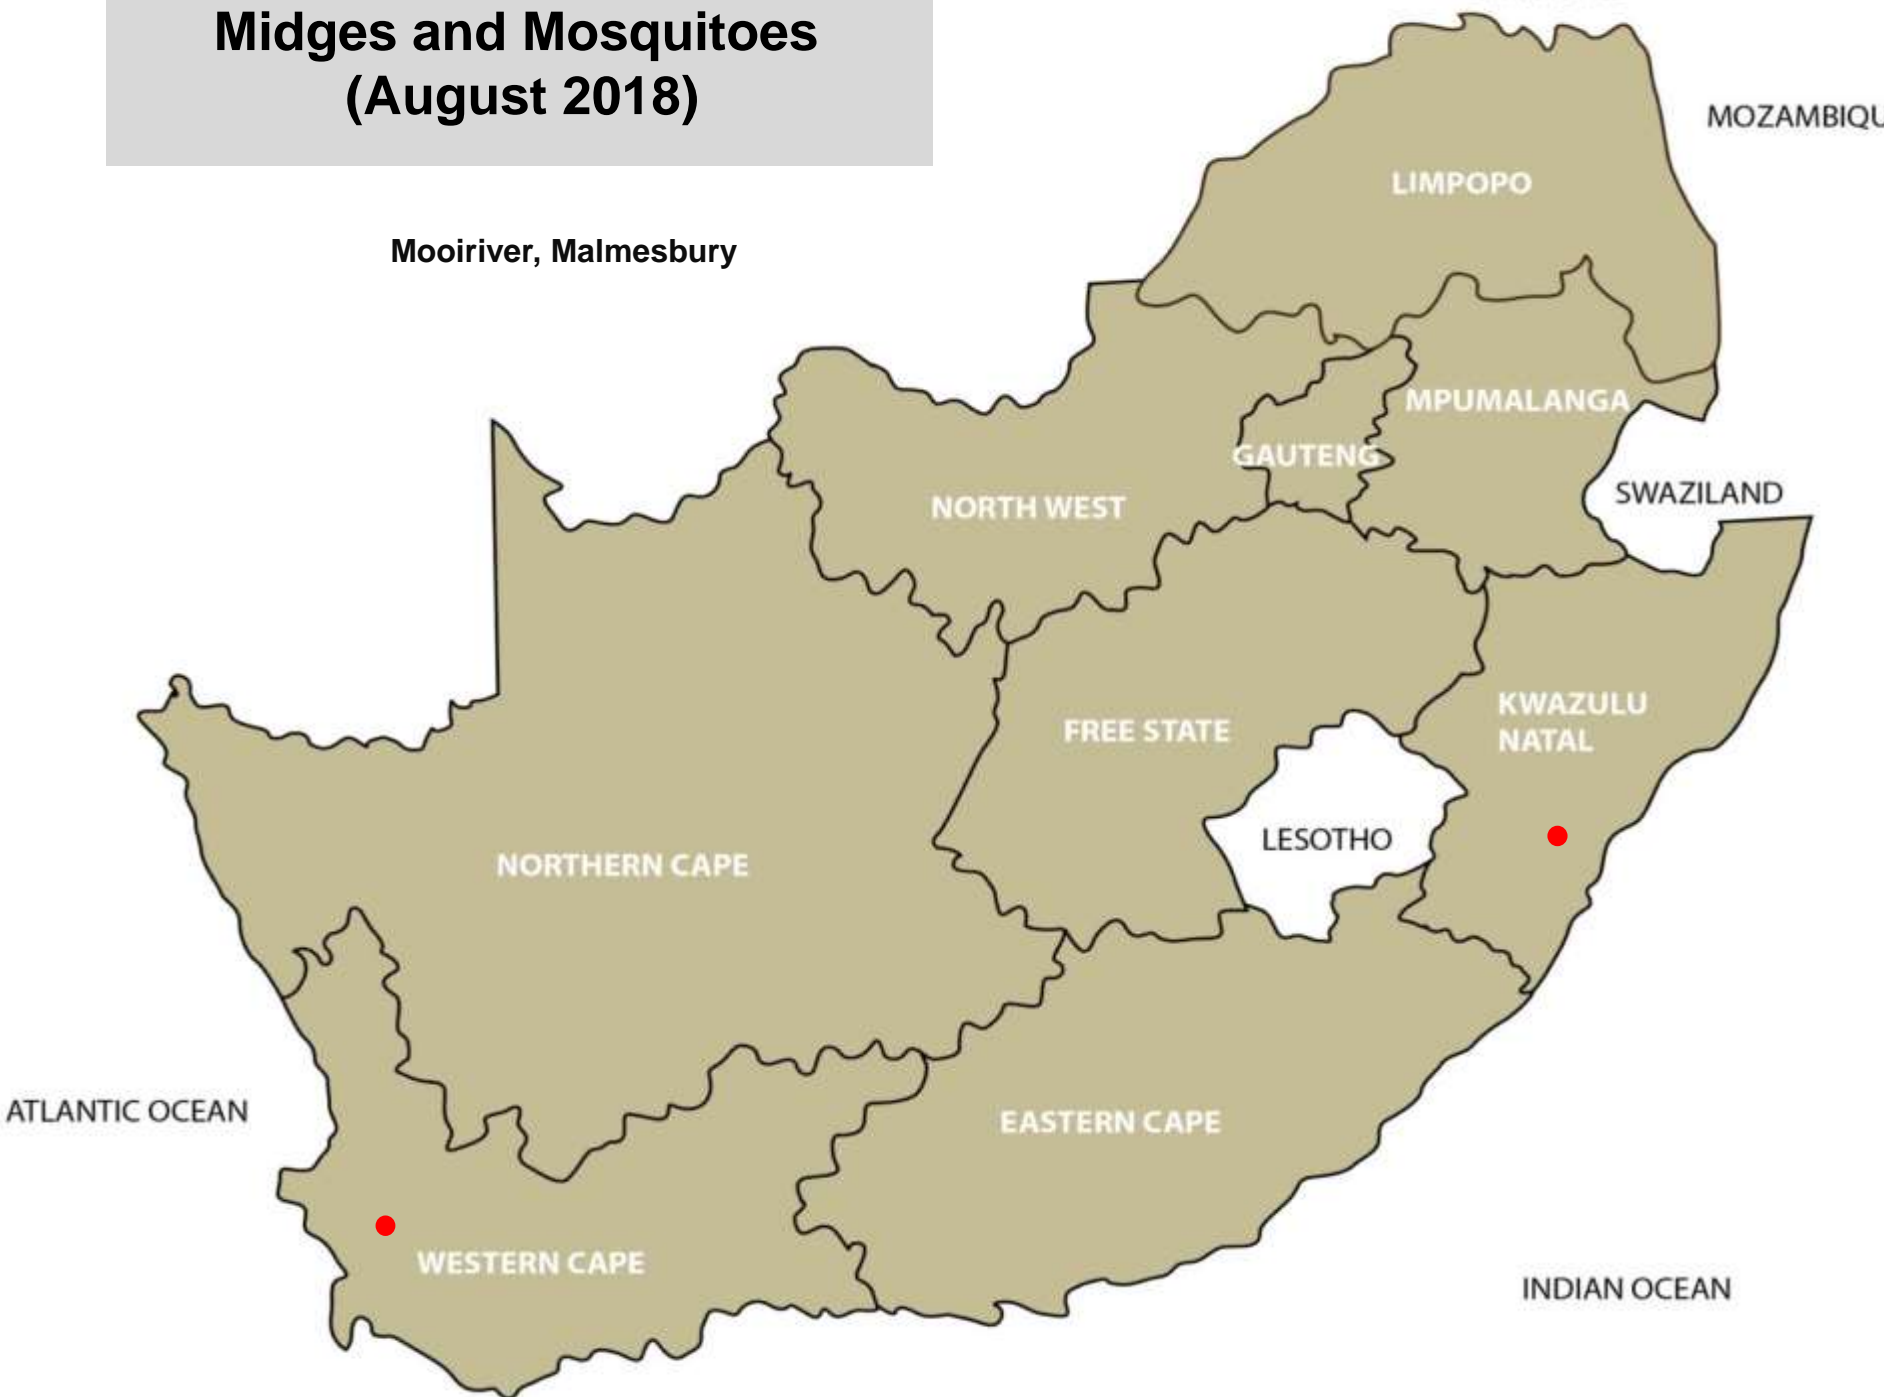 Midges and Mosquitoes
(August 2018)
MOZAMBIQU
LIMPOPO
Mooiriver, Malmesbury
MPUMALANGA
GAUTENG
SWAZILAND
NORTH WEST
KWAZULU
NATAL
FREE STATE
LESOTHO
NORTHERN CAPE
ATLANTIC OCEAN
EASTERN CAPE
WESTERN CAPE
INDIAN OCEAN